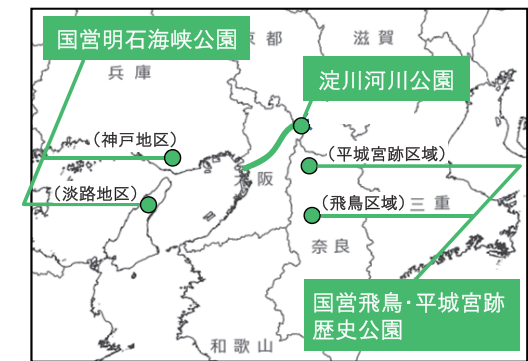 国営明石海峡公園
京都
滋賀
兵庫
淀川河川公園
（神戸地区）
（平城宮跡区域）
大阪
（淡路地区）
（飛鳥区域）
三重
奈良
国営飛鳥・平城宮跡
歴史公園
和歌山